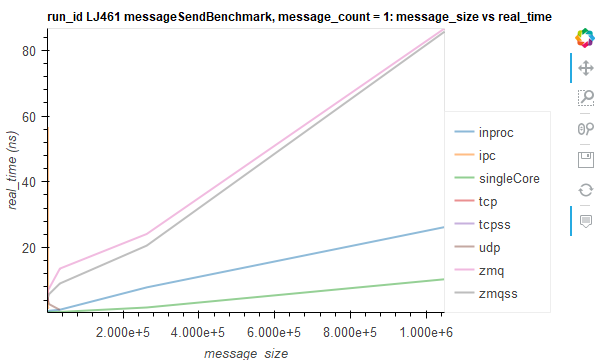 run_id LJ461 messageSendBenchmark, message_count = 1: message_size vs real_time
80
60
40
20
real_time (ns)
2.000e+5
4.000e+5
6.000e+5
8.000e+5
1.000e+6
message_size
inproc
ipc
singleCore
tcp
tcpss
udp
zmq
zmqss